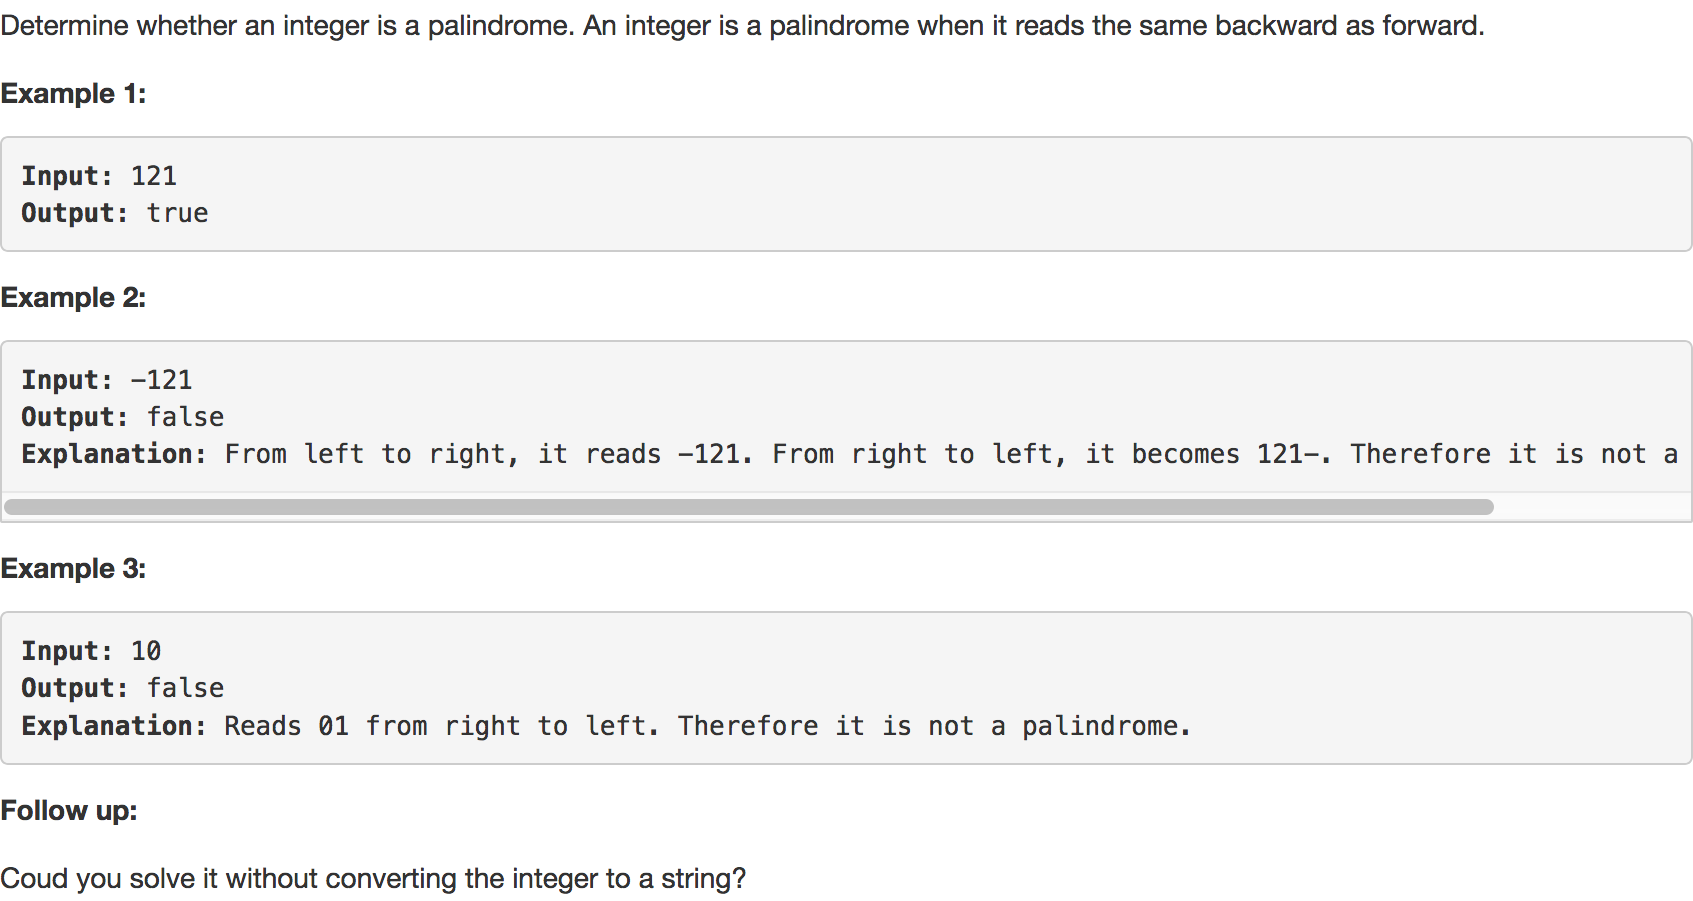 Determine whether an integer is a palindrome. An integer is a palindrome when it reads the same backward as forward.
Example 1:
Input: 121
Output: true
Example 2:
Input: -121
Output: false
Explanation: From left to right, it reads -121. From right to left, it becomes 121-. Therefore it is not a
Example 3:
Input: 10
Output: false
Explanation: Reads 01 from right to left. Therefore it is not a palindrome.
Follow up:
Coud you solve it without converting the integer to a string?